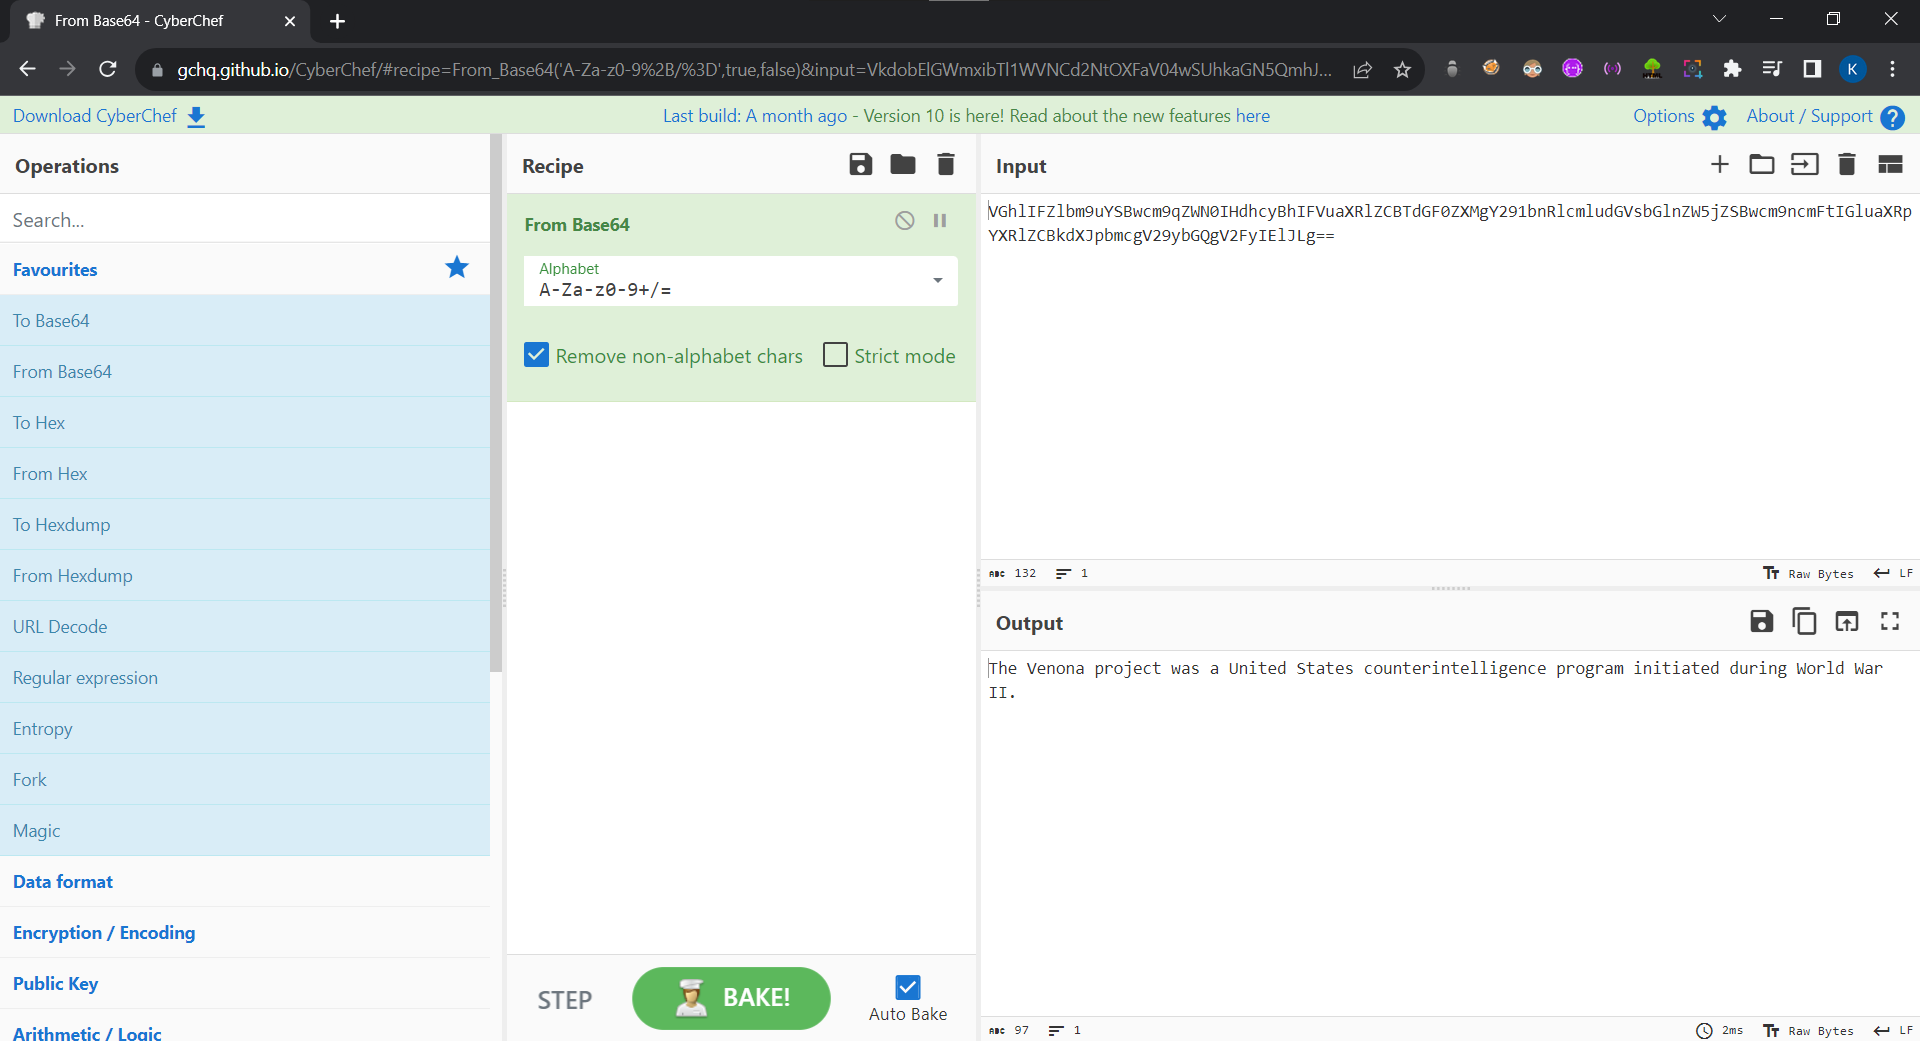 From Base64 - CyberChef
gchq.github.io/CyberChef/#recipe=From_Base64('A-Za-z0-9%2B/%3D',true,false)&input=VkdobElGWmxibTl1WVNCd2NtOXFaV04wSUhkaGN5QmhJ...
K
Download CyberChef
Last build: A month ago - Version 10 is here! Read about the new features here
Options
About / Support
Operations
Search...
Favourites
To Base64
From Base64
To Hex
From Hex
To Hexdump
From Hexdump
URL Decode
Regular expression
Entropy
Fork
Magic
Data format
Encryption / Encoding
Public Key
Arithmetic / Logic
Recipe
From Base64
Alphabet
A-Za-z0-9+/=
Remove non-alphabet chars
Strict mode
STEP
BAKE!
Auto Bake
Input
VGhlIFZlbm9uYSBwcm9qZWN0IHdhcyBhIFVuaXRlZCBTdGF0ZXMgY291bnRlcmludGVsbGlnZW5jZSBwcm9ncmFtIGluaXRp
YXRlZCBkdXJpbmcgV29ybGQgV2FyIElJLg==
ABC 132 1
Raw Bytes LF
Output
The Venona project was a United States counterintelligence program initiated during World War
II.
ABC 97 1
2ms Raw Bytes LF